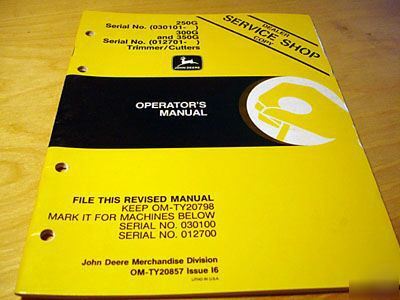 250G
Serial No. (030101- )
300G
and 350G
Serial No. (012701- )
Trimmer/Cutters
DEALER
SERVICE SHOP
COPY
JOHN DEERE
OPERATOR'S
MANUAL
FILE THIS REVISED MANUAL
KEEP OM-TY20798
MARK IT FOR MACHINES BELOW
SERIAL NO. 030100
SERIAL NO. 012700
John Deere Merchandise Division
OM-TY20857 Issue I6
LITHO IN U.S.A.